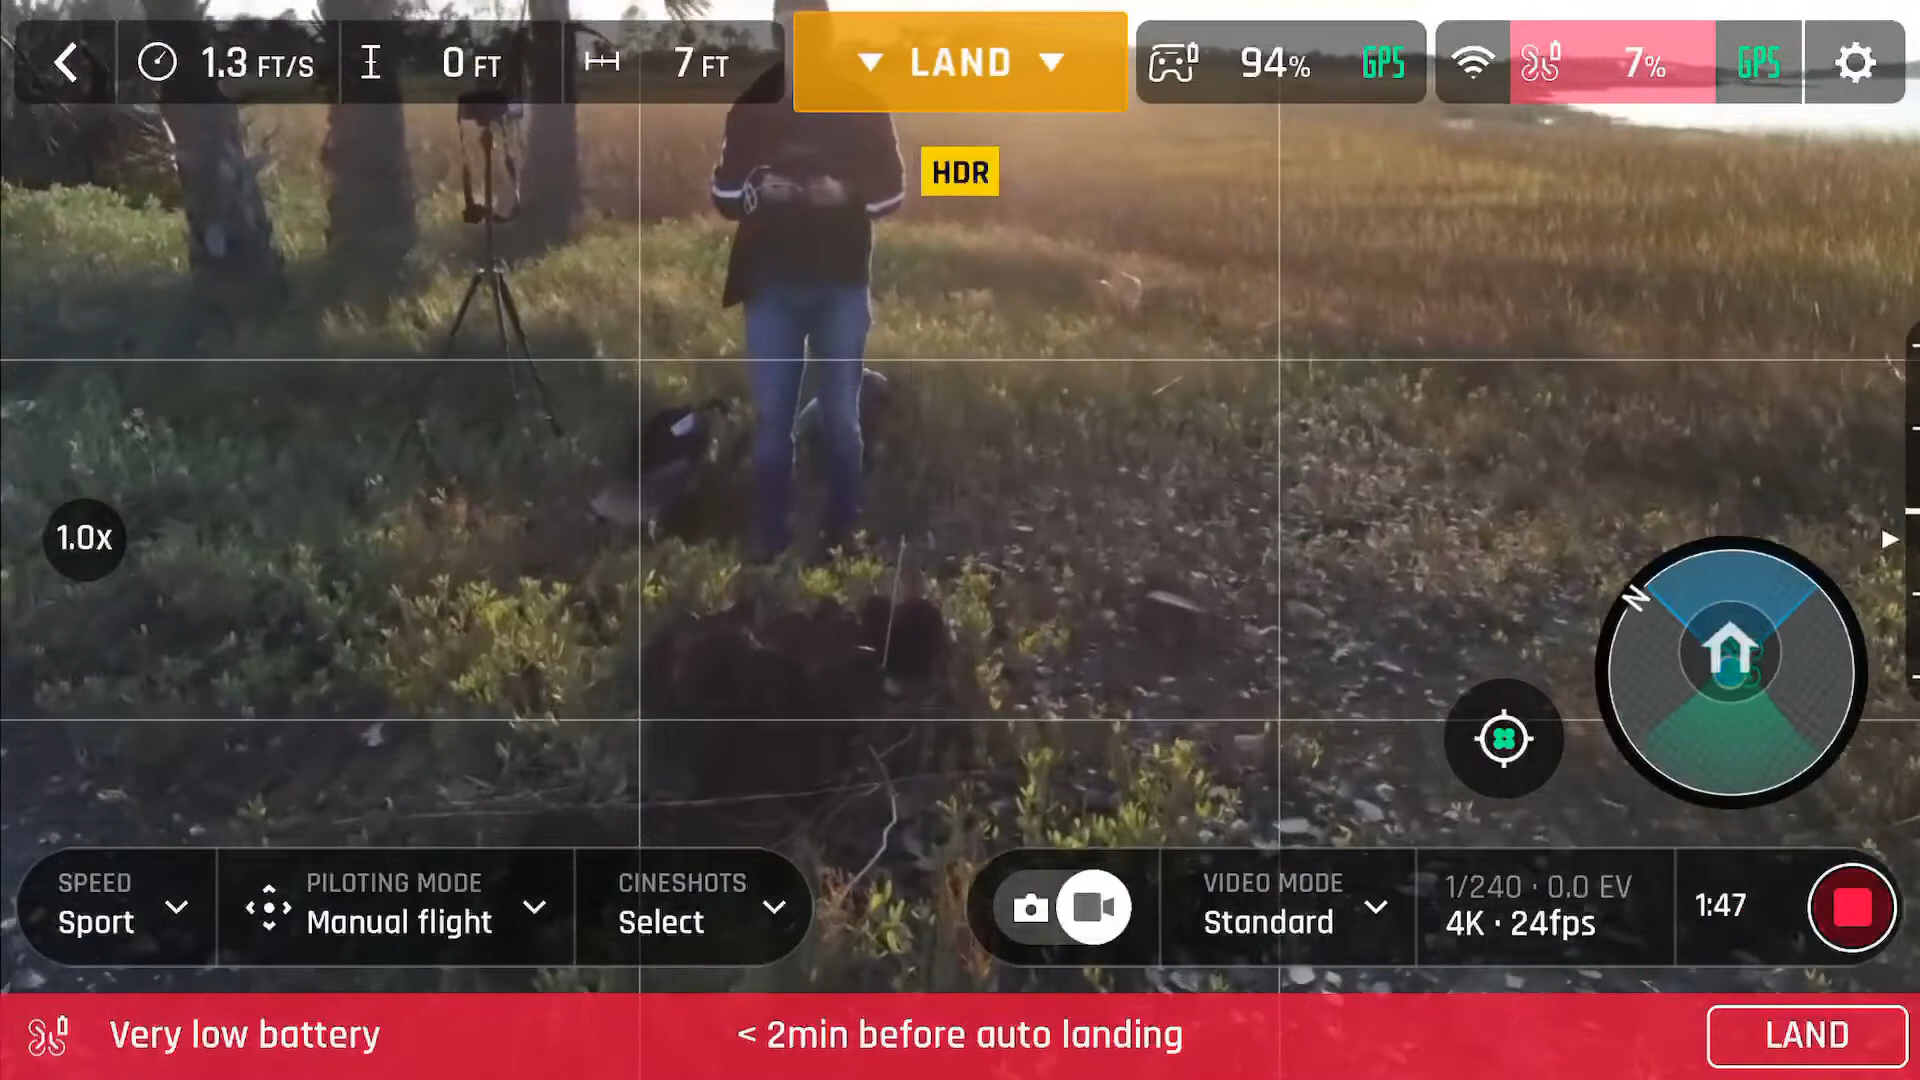 1.3 FT/S
0 FT
7 FT
LAND
94%
GPS
7%
GPS
HDR
1.0x
N
SPEED
Sport
PILOTING MODE
Manual flight
CINESHOTS
Select
VIDEO MODE
Standard
1/240 · 0.0 EV
4K · 24fps
1:47
Very low battery
< 2min before auto landing
LAND